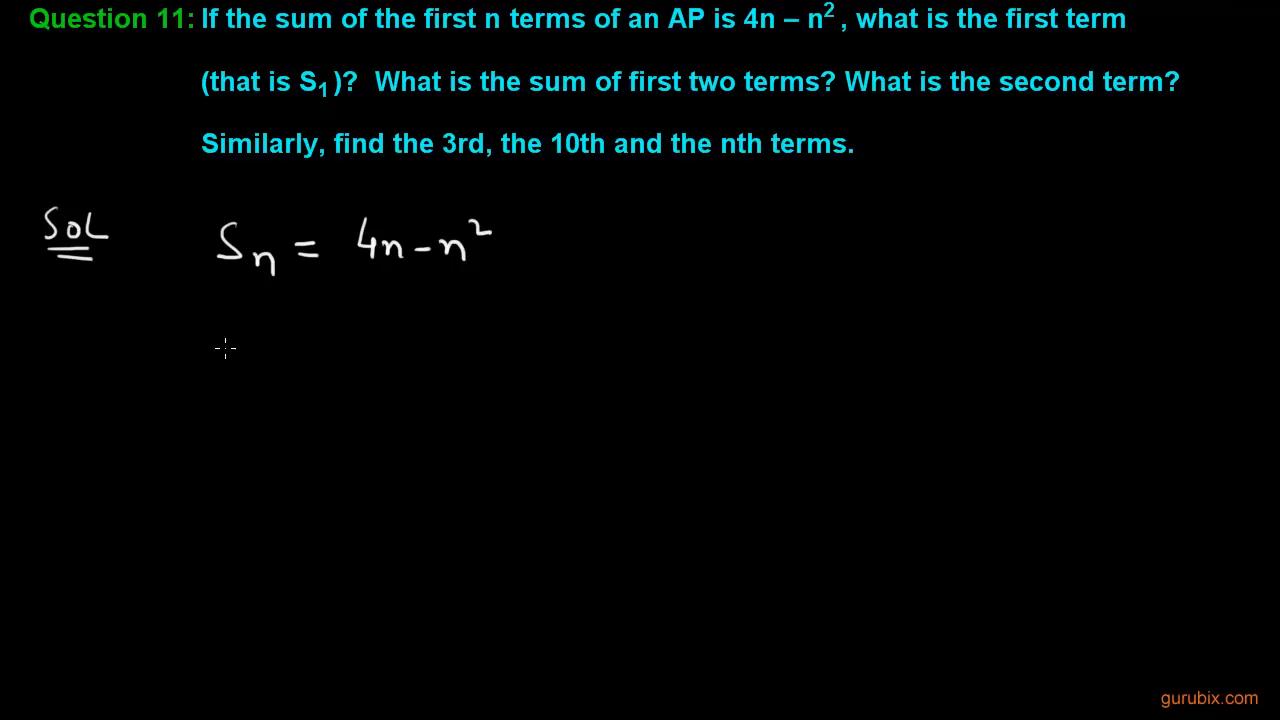 Question 11: If the sum of the first n terms of an AP is 4n – n², what is the first term
(that is S₁)? What is the sum of first two terms? What is the second term?
Similarly, find the 3rd, the 10th and the nth terms.
SOL Sₙ = 4n - n²
gurubix.com